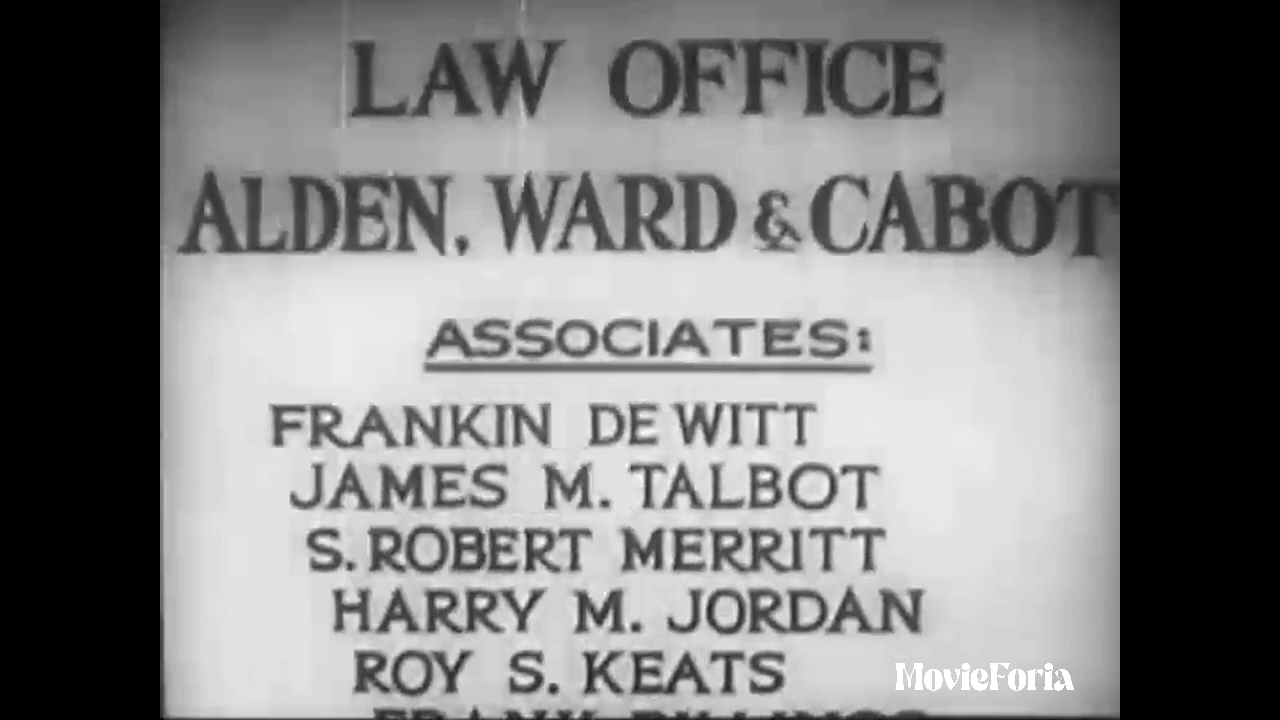 LAW OFFICE
ALDEN, WARD & CABOT
ASSOCIATES:
FRANKIN DE WITT
JAMES M. TALBOT
S. ROBERT MERRITT
HARRY M. JORDAN
ROY S. KEATS
MovieForia